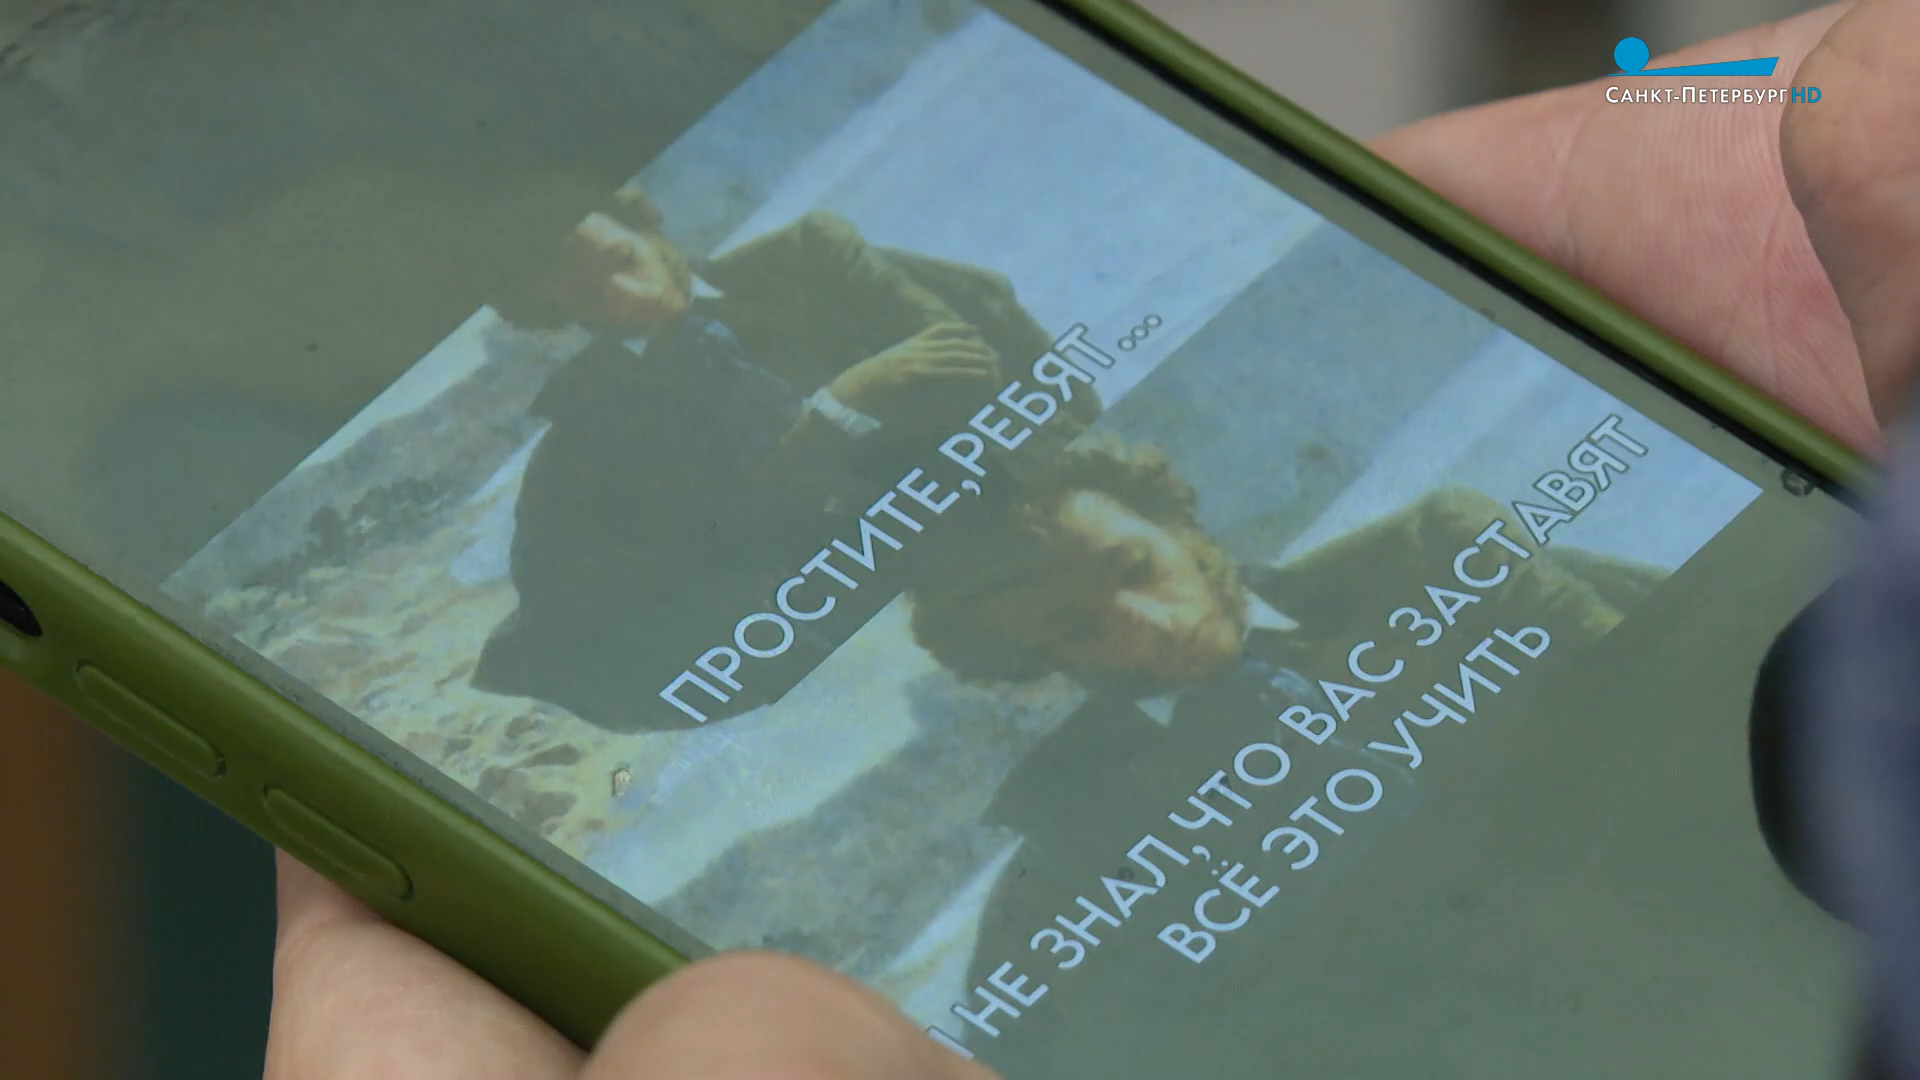 САНКТ-ПЕТЕРБУРГ HD
ПРОСТИТЕ,РЕБЯТ...
НЕ ЗНАЛ,ЧТО ВАС ЗАСТАВЯТ
ВСЁ ЭТО УЧИТЬ